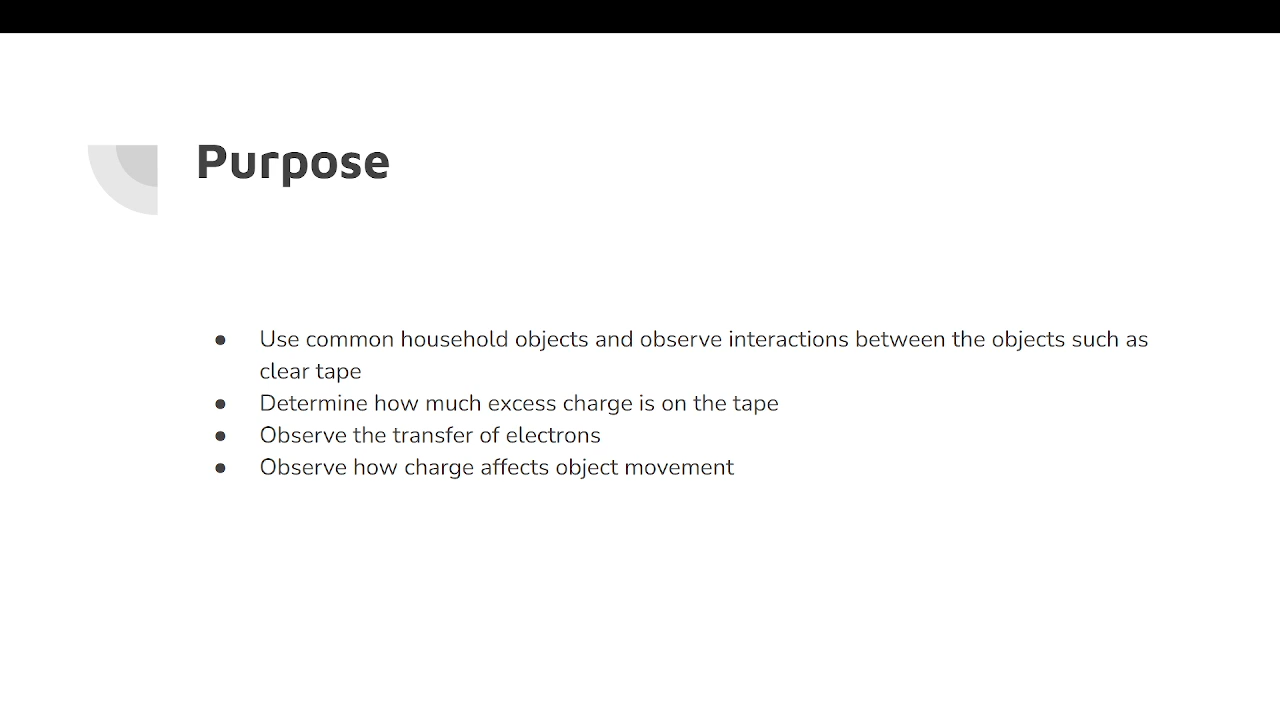 Purpose
● Use common household objects and observe interactions between the objects such as
clear tape
● Determine how much excess charge is on the tape
● Observe the transfer of electrons
● Observe how charge affects object movement